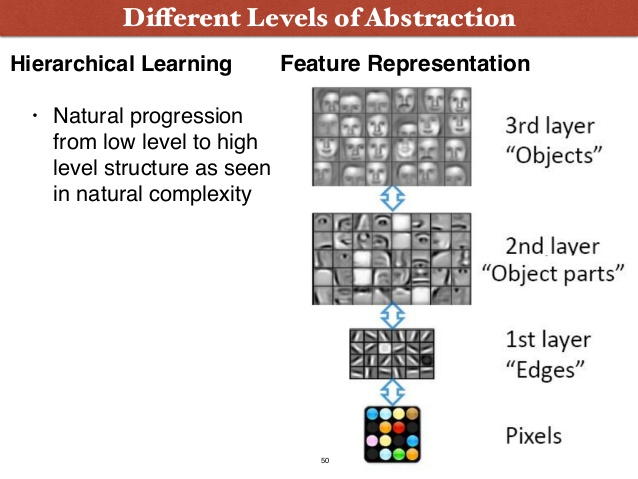 Different Levels of Abstraction
Hierarchical Learning
• Natural progression
from low level to high
level structure as seen
in natural complexity
Feature Representation
3rd layer
“Objects”
2nd layer
“Object parts”
1st layer
“Edges”
Pixels
50